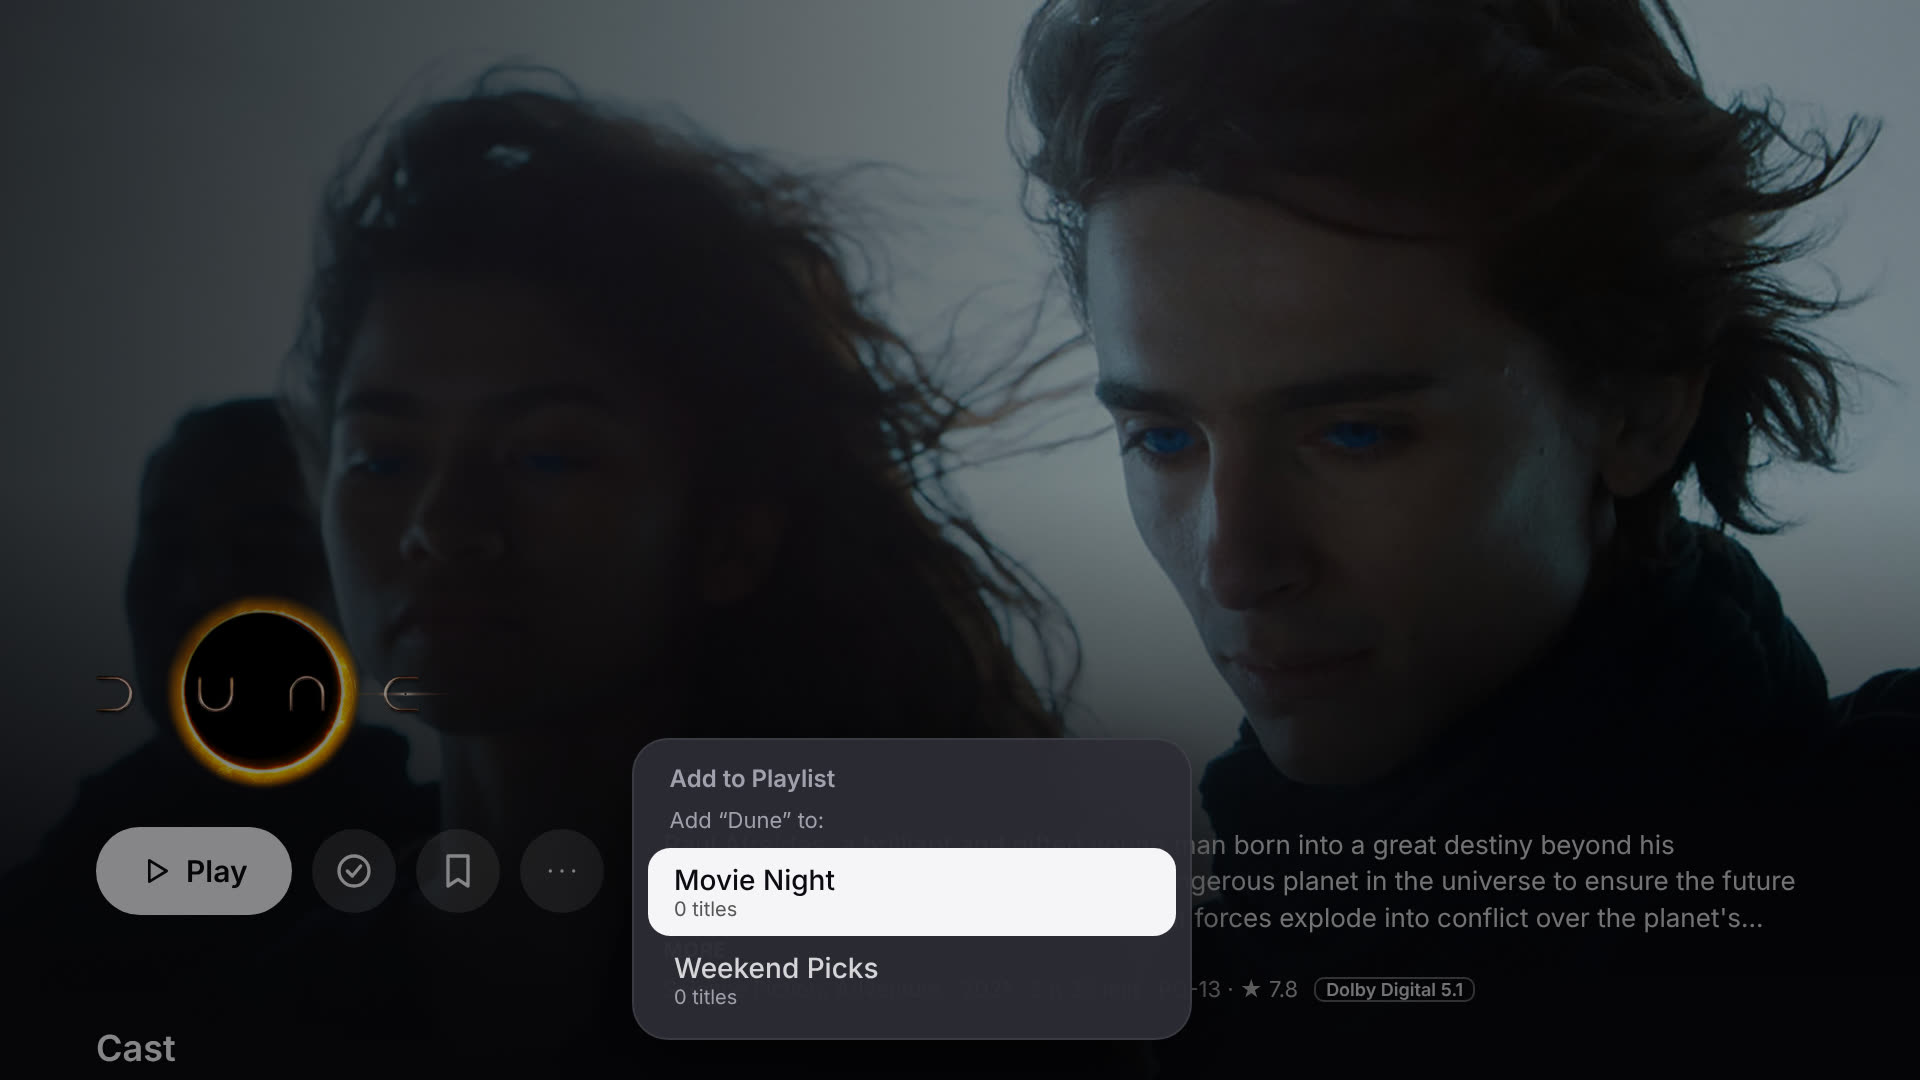 DUNE
Play
Add to Playlist
Add “Dune” to:
Movie Night
0 titles
Weekend Picks
0 titles
born into a great destiny beyond his
planet in the universe to ensure the future
forces explode into conflict over the planet's...
MORE
-13 · ★ 7.8 Dolby Digital 5.1
Cast